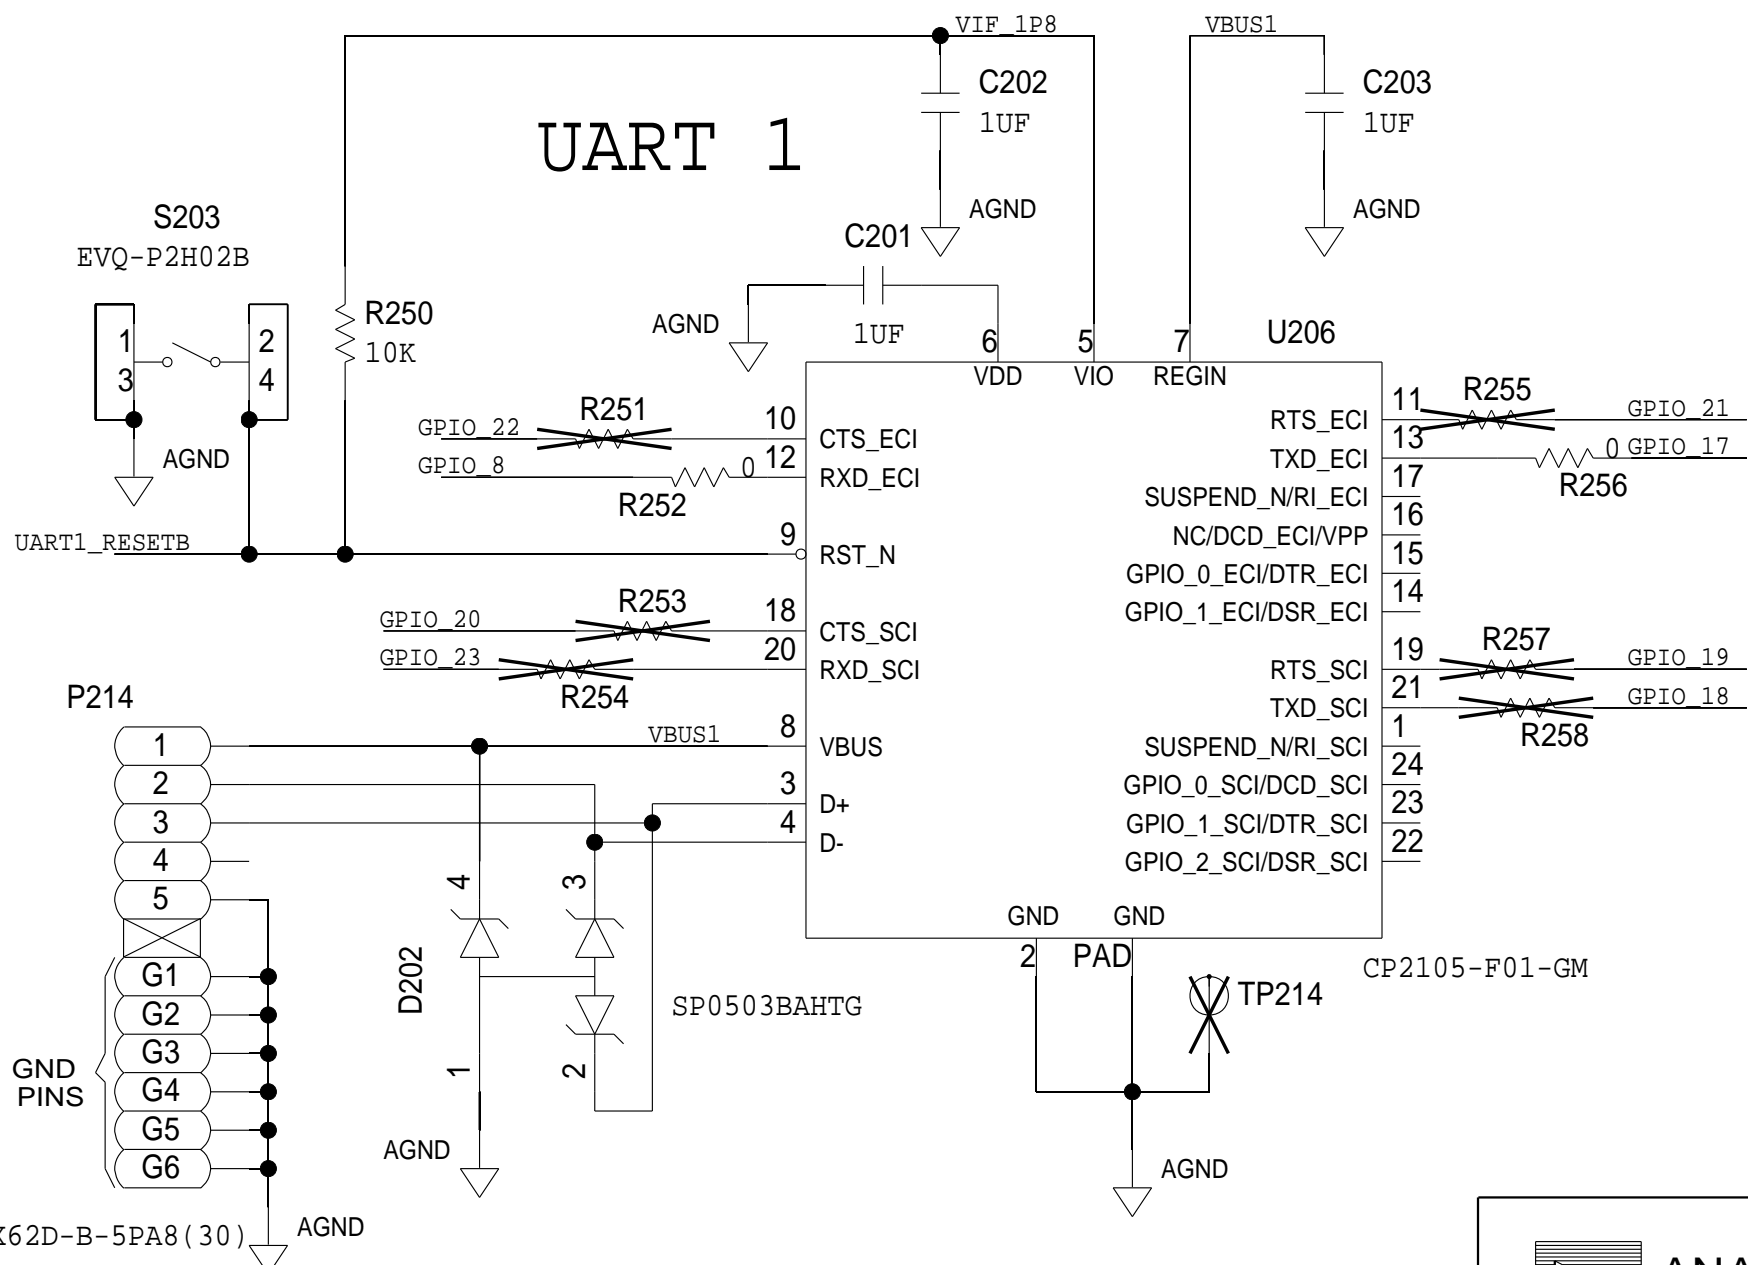 VIF_1P8
VBUS1
C202
1UF
C203
1UF
UART 1
AGND
AGND
S203
EVQ-P2H02B
C201
1UF
AGND
R250
10K
1
3
2
4
AGND
U206
6
5
7
VDD
VIO
REGIN
GPIO_22
R251
10
CTS_ECI
GPIO_8
R252
0
12
RXD_ECI
UART1_RESETB
9
RST_N
GPIO_20
R253
18
CTS_SCI
GPIO_23
R254
20
RXD_SCI
RTS_ECI
11
R255
GPIO_21
TXD_ECI
13
0
GPIO_17
R256
SUSPEND_N/RI_ECI
17
NC/DCD_ECI/VPP
16
GPIO_0_ECI/DTR_ECI
15
GPIO_1_ECI/DSR_ECI
14
RTS_SCI
19
R257
GPIO_19
TXD_SCI
21
R258
GPIO_18
SUSPEND_N/RI_SCI
1
GPIO_0_SCI/DCD_SCI
24
GPIO_1_SCI/DTR_SCI
23
GPIO_2_SCI/DSR_SCI
22
P214
1
2
3
4
5
G1
G2
G3
G4
G5
G6
GND
PINS
X62D-B-5PA8(30)
AGND
VBUS1
8
VBUS
3
D+
4
D-
4
3
D202
1
2
SP0503BAHTG
AGND
GND
GND
2
PAD
TP214
CP2105-F01-GM
AGND
ANA